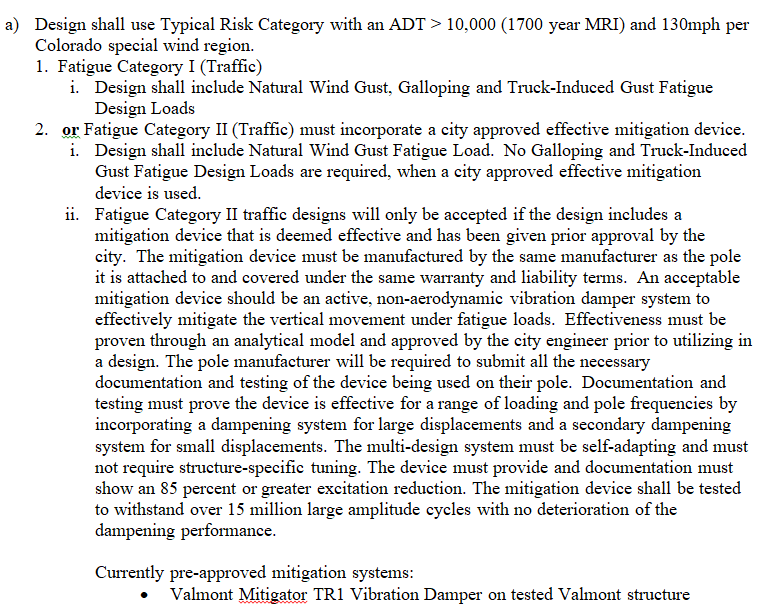 a) Design shall use Typical Risk Category with an ADT > 10,000 (1700 year MRI) and 130mph per
Colorado special wind region.
1. Fatigue Category I (Traffic)
i. Design shall include Natural Wind Gust, Galloping and Truck-Induced Gust Fatigue
Design Loads
2. or Fatigue Category II (Traffic) must incorporate a city approved effective mitigation device.
i. Design shall include Natural Wind Gust Fatigue Load. No Galloping and Truck-Induced
Gust Fatigue Design Loads are required, when a city approved effective mitigation
device is used.
ii. Fatigue Category II traffic designs will only be accepted if the design includes a
mitigation device that is deemed effective and has been given prior approval by the
city. The mitigation device must be manufactured by the same manufacturer as the pole
it is attached to and covered under the same warranty and liability terms. An acceptable
mitigation device should be an active, non-aerodynamic vibration damper system to
effectively mitigate the vertical movement under fatigue loads. Effectiveness must be
proven through an analytical model and approved by the city engineer prior to utilizing in
a design. The pole manufacturer will be required to submit all the necessary
documentation and testing of the device being used on their pole. Documentation and
testing must prove the device is effective for a range of loading and pole frequencies by
incorporating a dampening system for large displacements and a secondary dampening
system for small displacements. The multi-design system must be self-adapting and must
not require structure-specific tuning. The device must provide and documentation must
show an 85 percent or greater excitation reduction. The mitigation device shall be tested
to withstand over 15 million large amplitude cycles with no deterioration of the
dampening performance.
Currently pre-approved mitigation systems:
• Valmont Mitigator TR1 Vibration Damper on tested Valmont structure